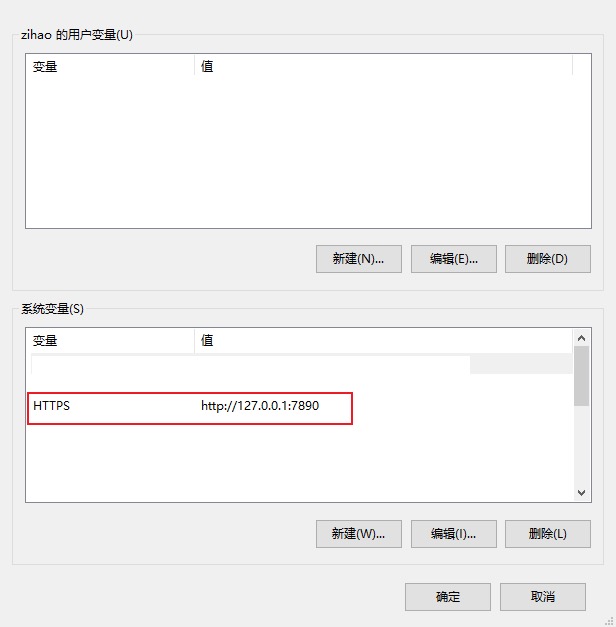 zihao 的用户变量(U)
变量 值
新建(N)... 编辑(E)... 删除(D)
系统变量(S)
变量 值
HTTPS http://127.0.0.1:7890
新建(W)... 编辑(I)... 删除(L)
确定 取消